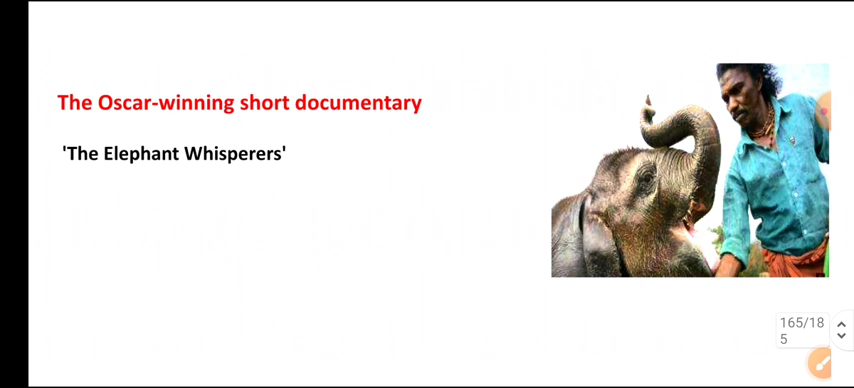 The Oscar-winning short documentary
'The Elephant Whisperers'
165/18
5